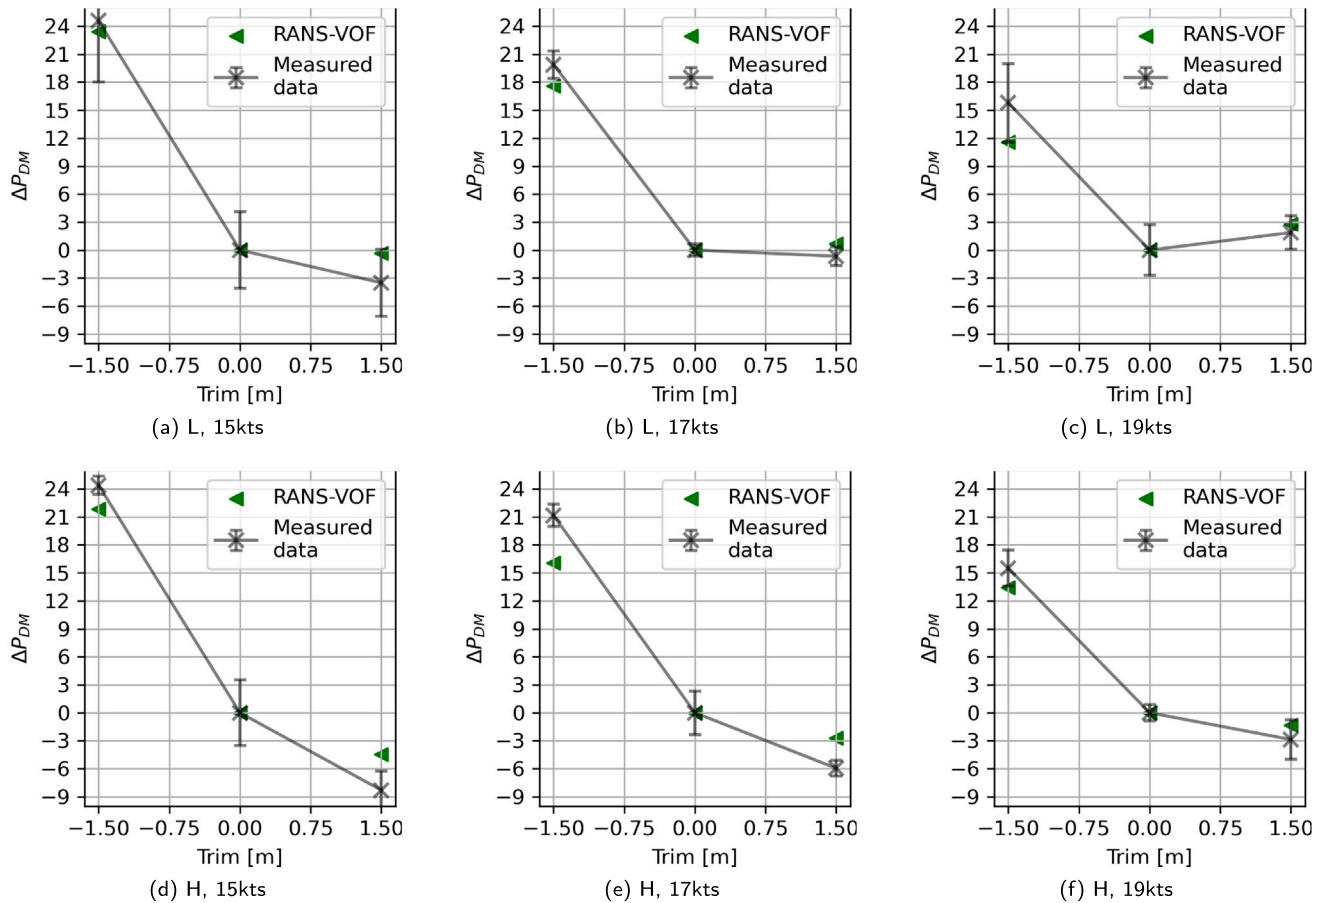 24
21
18
15
12
9
6
3
0
−3
−6
−9
ΔP_DM
RANS-VOF
Measured
data
−1.50 −0.75 0.00 0.75 1.50
Trim [m]
(a) L, 15kts
24
21
18
15
12
9
6
3
0
−3
−6
−9
ΔP_DM
RANS-VOF
Measured
data
−1.50 −0.75 0.00 0.75 1.50
Trim [m]
(b) L, 17kts
24
21
18
15
12
9
6
3
0
−3
−6
−9
ΔP_DM
RANS-VOF
Measured
data
−1.50 −0.75 0.00 0.75 1.50
Trim [m]
(c) L, 19kts
24
21
18
15
12
9
6
3
0
−3
−6
−9
ΔP_DM
RANS-VOF
Measured
data
−1.50 −0.75 0.00 0.75 1.50
Trim [m]
(d) H, 15kts
24
21
18
15
12
9
6
3
0
−3
−6
−9
ΔP_DM
RANS-VOF
Measured
data
−1.50 −0.75 0.00 0.75 1.50
Trim [m]
(e) H, 17kts
24
21
18
15
12
9
6
3
0
−3
−6
−9
ΔP_DM
RANS-VOF
Measured
data
−1.50 −0.75 0.00 0.75 1.50
Trim [m]
(f) H, 19kts